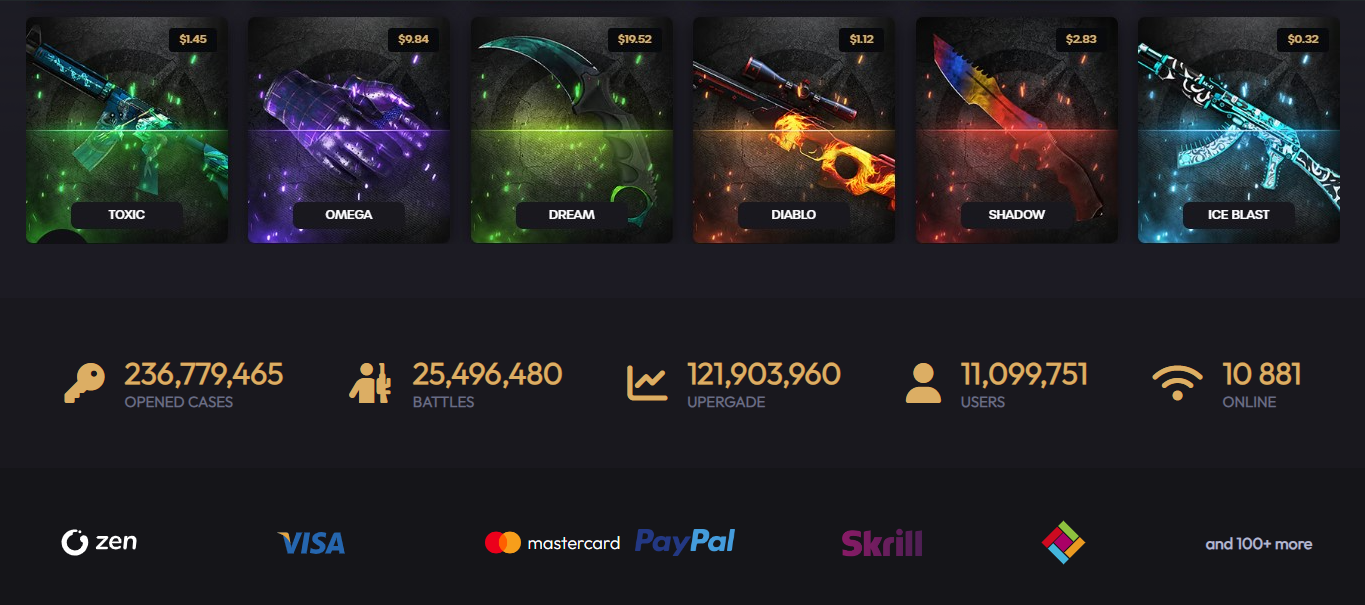 $1.45
$9.84
$19.52
$1.12
$2.83
$0.32
TOXIC
OMEGA
DREAM
DIABLO
SHADOW
ICE BLAST
236,779,465
OPENED CASES
25,496,480
BATTLES
121,903,960
UPERGADE
11,099,751
USERS
10 881
ONLINE
zen
VISA
mastercard
PayPal
Skrill
and 100+ more